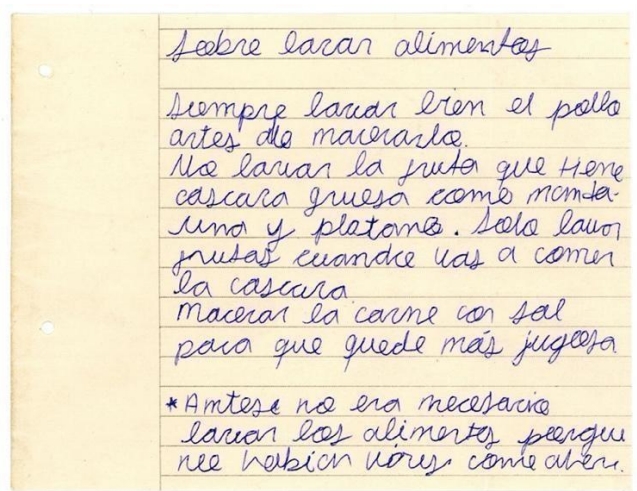 Sobre lavar alimentos
Siempre lavar bien el pollo
antes de macerarlo.
No lavar la fruta que tiene
cascara gruesa como manda-
rina y platano. Solo lavar
frutas cuando vas a comer
la cascara
Macerar la carne con sal
para que quede más jugosa
*Antes no era necesario
lavar los alimentos porque
no habian virus como ahora.